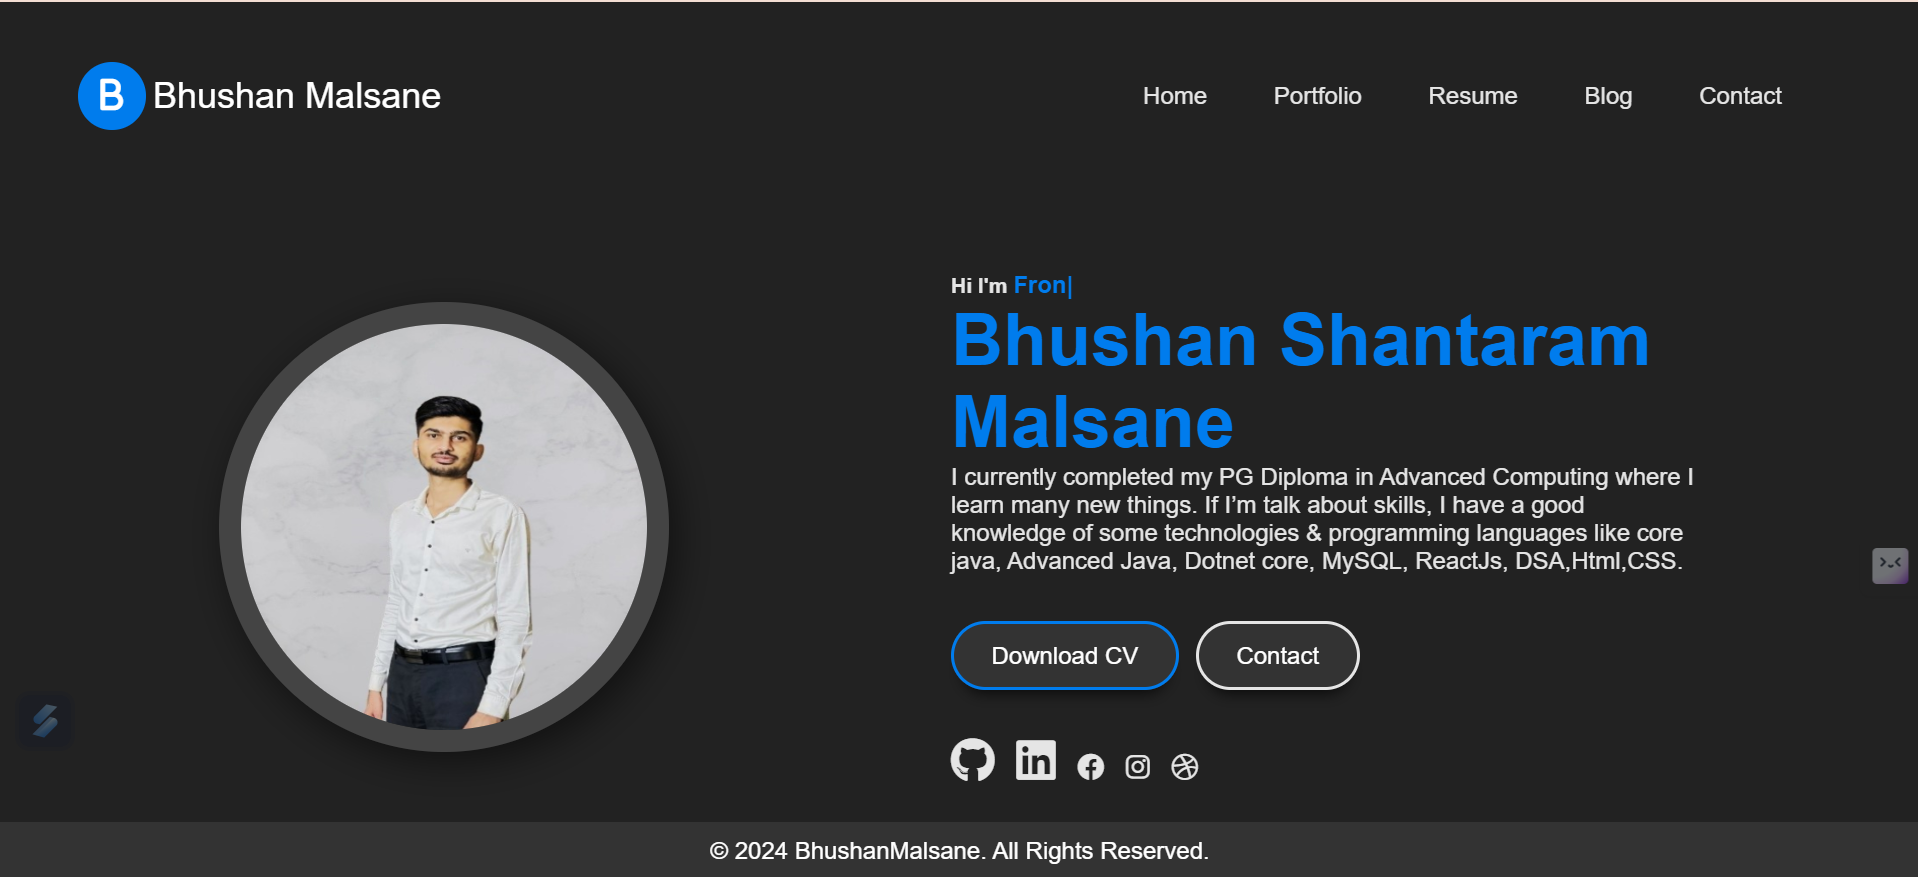 B Bhushan Malsane
Home Portfolio Resume Blog Contact
Hi I'm Fron|
Bhushan Shantaram
Malsane
I currently completed my PG Diploma in Advanced Computing where I
learn many new things. If I’m talk about skills, I have a good
knowledge of some technologies & programming languages like core
java, Advanced Java, Dotnet core, MySQL, ReactJs, DSA,Html,CSS.
Download CV Contact
in
© 2024 BhushanMalsane. All Rights Reserved.